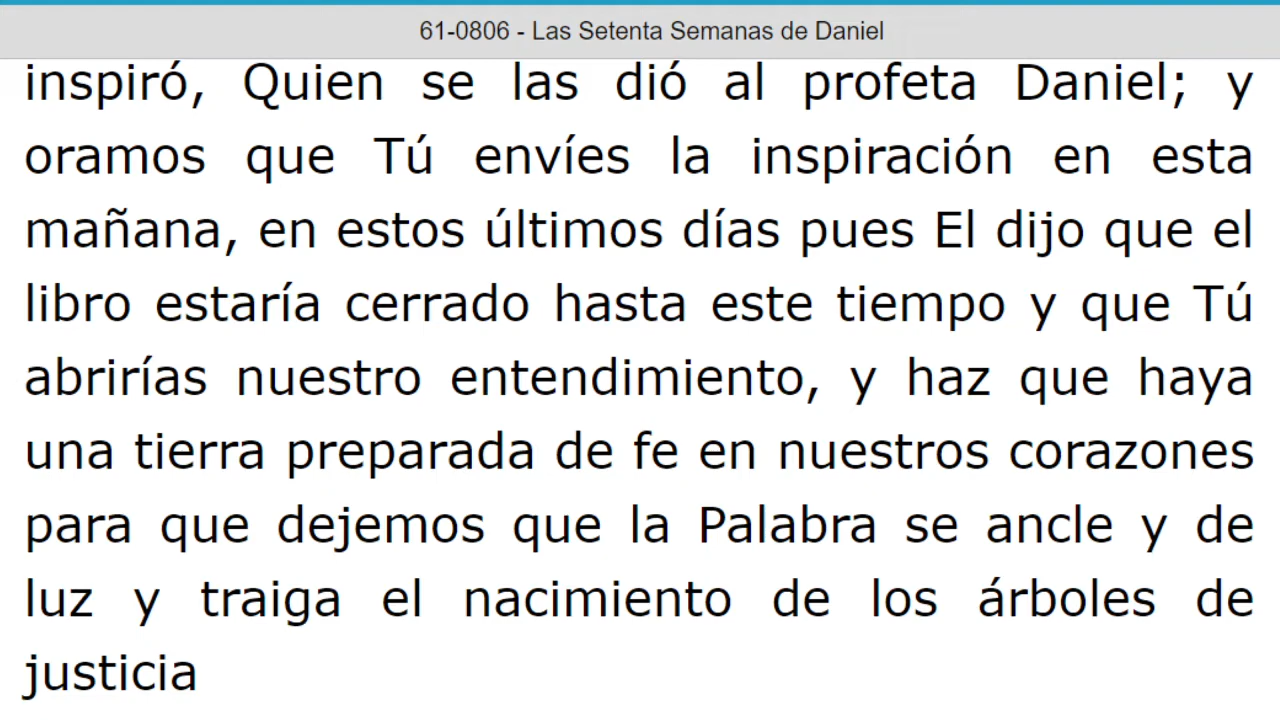 61-0806 - Las Setenta Semanas de Daniel
inspiró, Quien se las dió al profeta Daniel; y
oramos que Tú envíes la inspiración en esta
mañana, en estos últimos días pues El dijo que el
libro estaría cerrado hasta este tiempo y que Tú
abrirías nuestro entendimiento, y haz que haya
una tierra preparada de fe en nuestros corazones
para que dejemos que la Palabra se ancle y de
luz y traiga el nacimiento de los árboles de
justicia